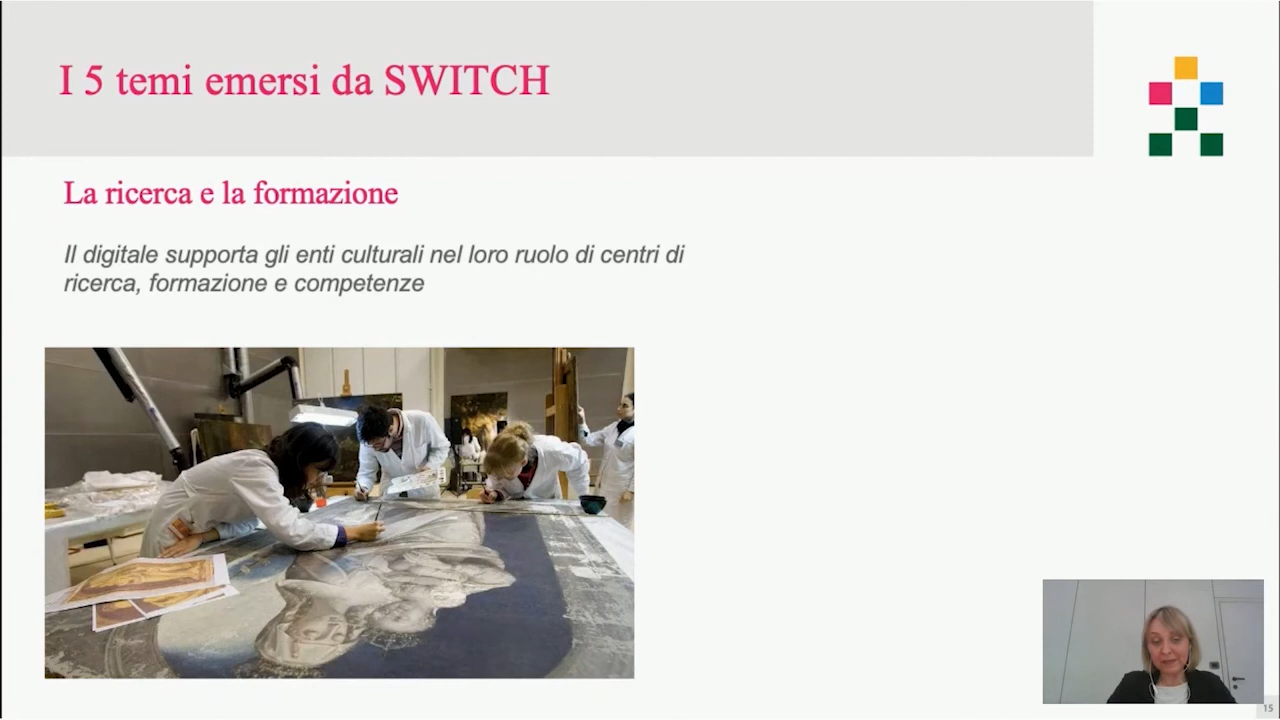 I 5 temi emersi da SWITCH
La ricerca e la formazione
Il digitale supporta gli enti culturali nel loro ruolo di centri di
ricerca, formazione e competenze
15